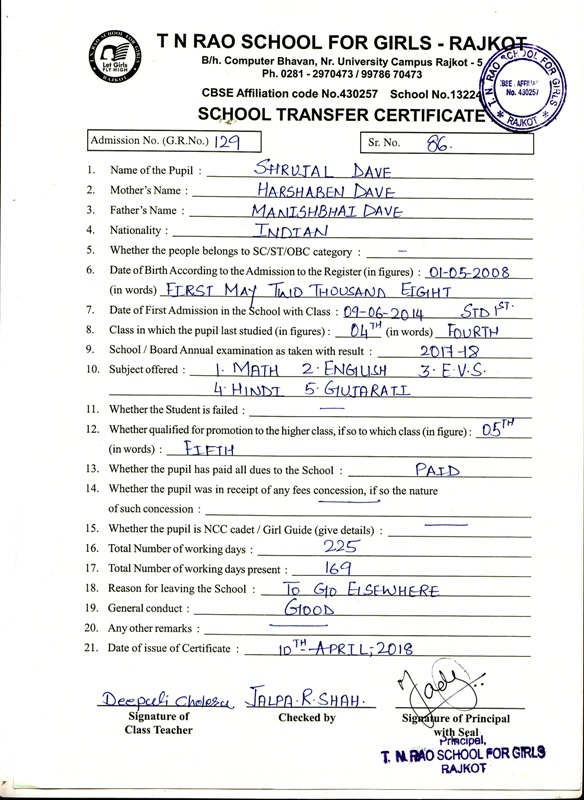 T N RAO SCHOOL FOR GIRLS - RAJKOT
B/h. Computer Bhavan, Nr. University Campus Rajkot - 5
Ph. 0281 - 2970473 / 99786 70473
CBSE Affiliation code No.430257 School No.13224
SCHOOL TRANSFER CERTIFICATE
T. N. RAO SCHOOL FOR GIRLS
RAJKOT
Let Girls
FLY HIGH
T. N. RAO SCHOOL FOR GIRLS
CBSE - AFFILIAT
No. 430257
RAJKOT
Admission No. (G.R.No.) 129 Sr. No. 86.
1. Name of the Pupil : SHRUJAL DAVE
2. Mother's Name : HARSHABEN DAVE
3. Father's Name : MANISHBHAI DAVE
4. Nationality : INDIAN
5. Whether the people belongs to SC/ST/OBC category : —
6. Date of Birth According to the Admission to the Register (in figures) : 01-05-2008
(in words) FIRST MAY TWO THOUSAND EIGHT
7. Date of First Admission in the School with Class : 09-06-2014 STD 1ST.
8. Class in which the pupil last studied (in figures) : 04TH (in words) FOURTH
9. School / Board Annual examination as taken with result : 2017-18
10. Subject offered : 1. MATH 2. ENGLISH 3. E.V.S.
4. HINDI 5. GUJARATI
11. Whether the Student is failed : —
12. Whether qualified for promotion to the higher class, if so to which class (in figure) : 05TH
(in words) : FIFTH
13. Whether the pupil has paid all dues to the School : PAID
14. Whether the pupil was in receipt of any fees concession, if so the nature
of such concession : —
15. Whether the pupil is NCC cadet / Girl Guide (give details) : —
16. Total Number of working days : 225
17. Total Number of working days present : 169
18. Reason for leaving the School : TO GO ELSEWHERE
19. General conduct : GOOD
20. Any other remarks : —
21. Date of issue of Certificate : 10TH-APRIL, 2018
Deepali JALPA.R.SHAH.
Signature of Checked by Signature of Principal
Class Teacher with Seal
Principal,
T. N. RAO SCHOOL FOR GIRLS
RAJKOT